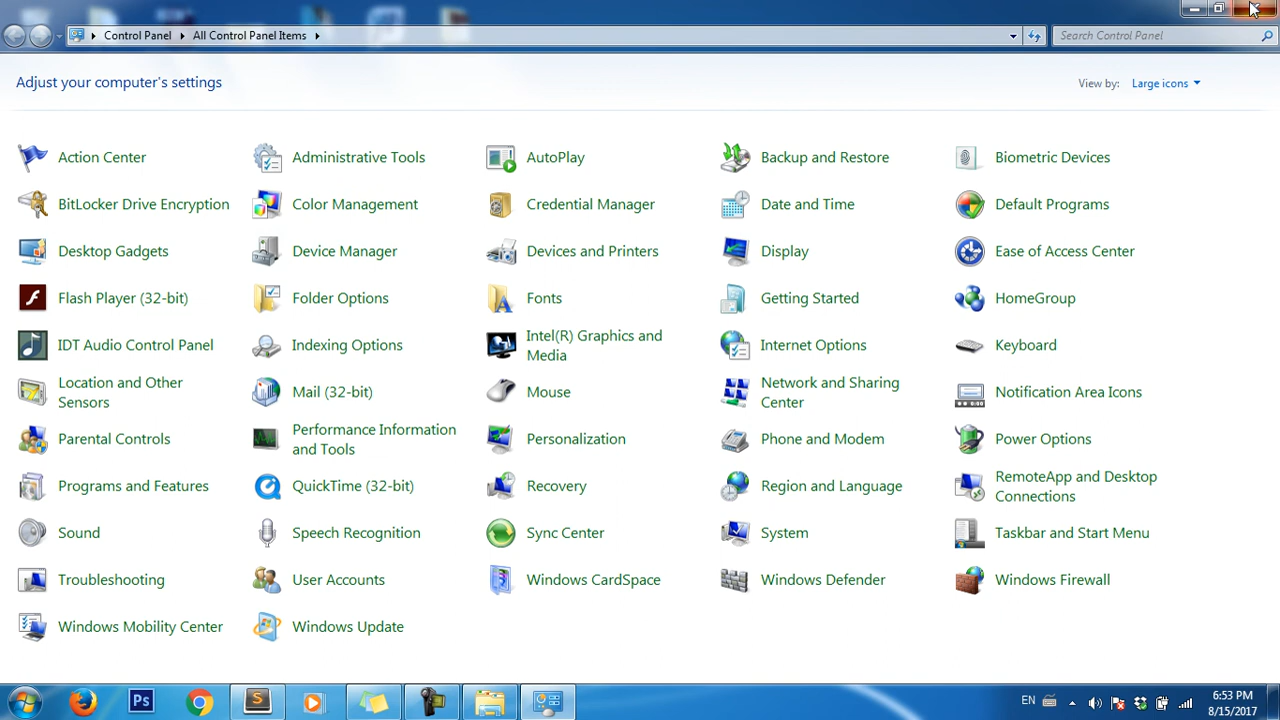 Control Panel All Control Panel Items
Search Control Panel
Adjust your computer's settings
View by: Large icons
Action Center
Administrative Tools
AutoPlay
Backup and Restore
Biometric Devices
BitLocker Drive Encryption
Color Management
Credential Manager
Date and Time
Default Programs
Desktop Gadgets
Device Manager
Devices and Printers
Display
Ease of Access Center
Flash Player (32-bit)
Folder Options
Fonts
Getting Started
HomeGroup
IDT Audio Control Panel
Indexing Options
Intel(R) Graphics and
Media
Internet Options
Keyboard
Location and Other
Sensors
Mail (32-bit)
Mouse
Network and Sharing
Center
Notification Area Icons
Parental Controls
Performance Information
and Tools
Personalization
Phone and Modem
Power Options
Programs and Features
QuickTime (32-bit)
Recovery
Region and Language
RemoteApp and Desktop
Connections
Sound
Speech Recognition
Sync Center
System
Taskbar and Start Menu
Troubleshooting
User Accounts
Windows CardSpace
Windows Defender
Windows Firewall
Windows Mobility Center
Windows Update
Ps
EN
6:53 PM
8/15/2017